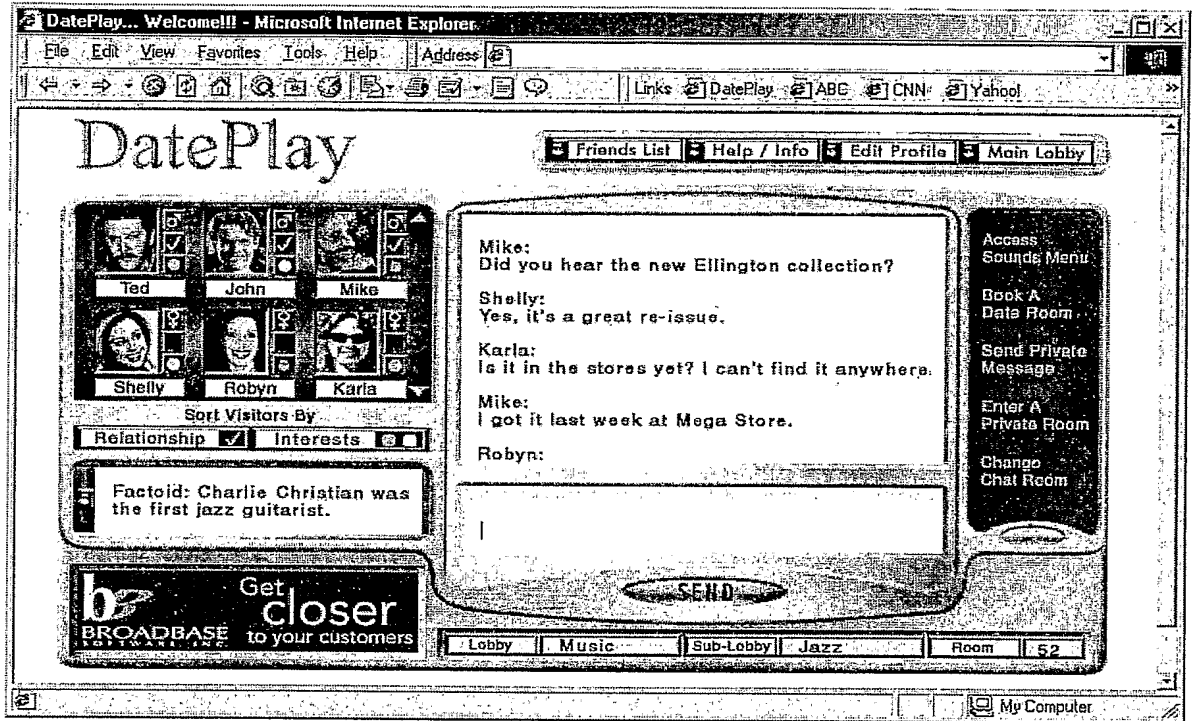 DatePlay... Welcome!!! - Microsoft Internet Explorer
File Edit View Favorites Tools Help Address
Links DatePlay ABC CNN Yahoo!
DatePlay
Friends List Help / Info Edit Profile Main Lobby
Ted John Mike
Shelly Robyn Karla
Sort Visitors By
Relationship Interests
Factoid: Charlie Christian was
the first jazz guitarist.
b
BROADBASE
SOFTWARE, INC.
Get
closer
to your customers
Mike:
Did you hear the new Ellington collection?
Shelly:
Yes, it's a great re-issue.
Karla:
Is it in the stores yet? I can't find it anywhere.
Mike:
I got it last week at Mega Store.
Robyn:
SEND
Access
Sounds Menu
Book A
Date Room
Send Private
Message
Enter A
Private Room
Change
Chat Room
Lobby Music Sub-Lobby Jazz Room 52
My Computer